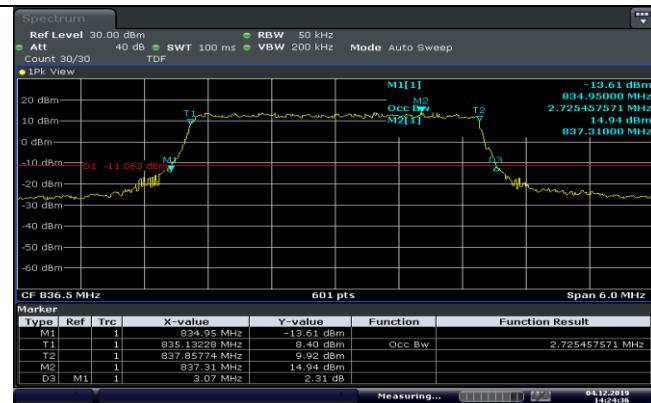 Spectrum
Ref Level 30.00 dBm RBW 50 kHz
Att 40 dB SWT 100 ms VBW 200 kHz Mode Auto Sweep
Count 30/30 TDF
1Pk View
M1[1] -13.61 dBm
834.95000 MHz
Occ Bw 2.725457571 MHz
M2[1] 14.94 dBm
837.31000 MHz
M2
T1
T2
20 dBm
10 dBm
0 dBm
-10 dBm
D1 -11.063 dBm
M1
D3
-20 dBm
-30 dBm
-40 dBm
-50 dBm
-60 dBm
CF 836.5 MHz 601 pts Span 6.0 MHz
Marker
Type Ref Trc X-value Y-value Function Function Result
M1 1 834.95 MHz -13.61 dBm
T1 1 835.13228 MHz 8.40 dBm Occ Bw 2.725457571 MHz
T2 1 837.85774 MHz 9.92 dBm
M2 1 837.31 MHz 14.94 dBm
D3 M1 1 3.07 MHz 2.31 dB
Measuring... 04.12.2019
14:24:36